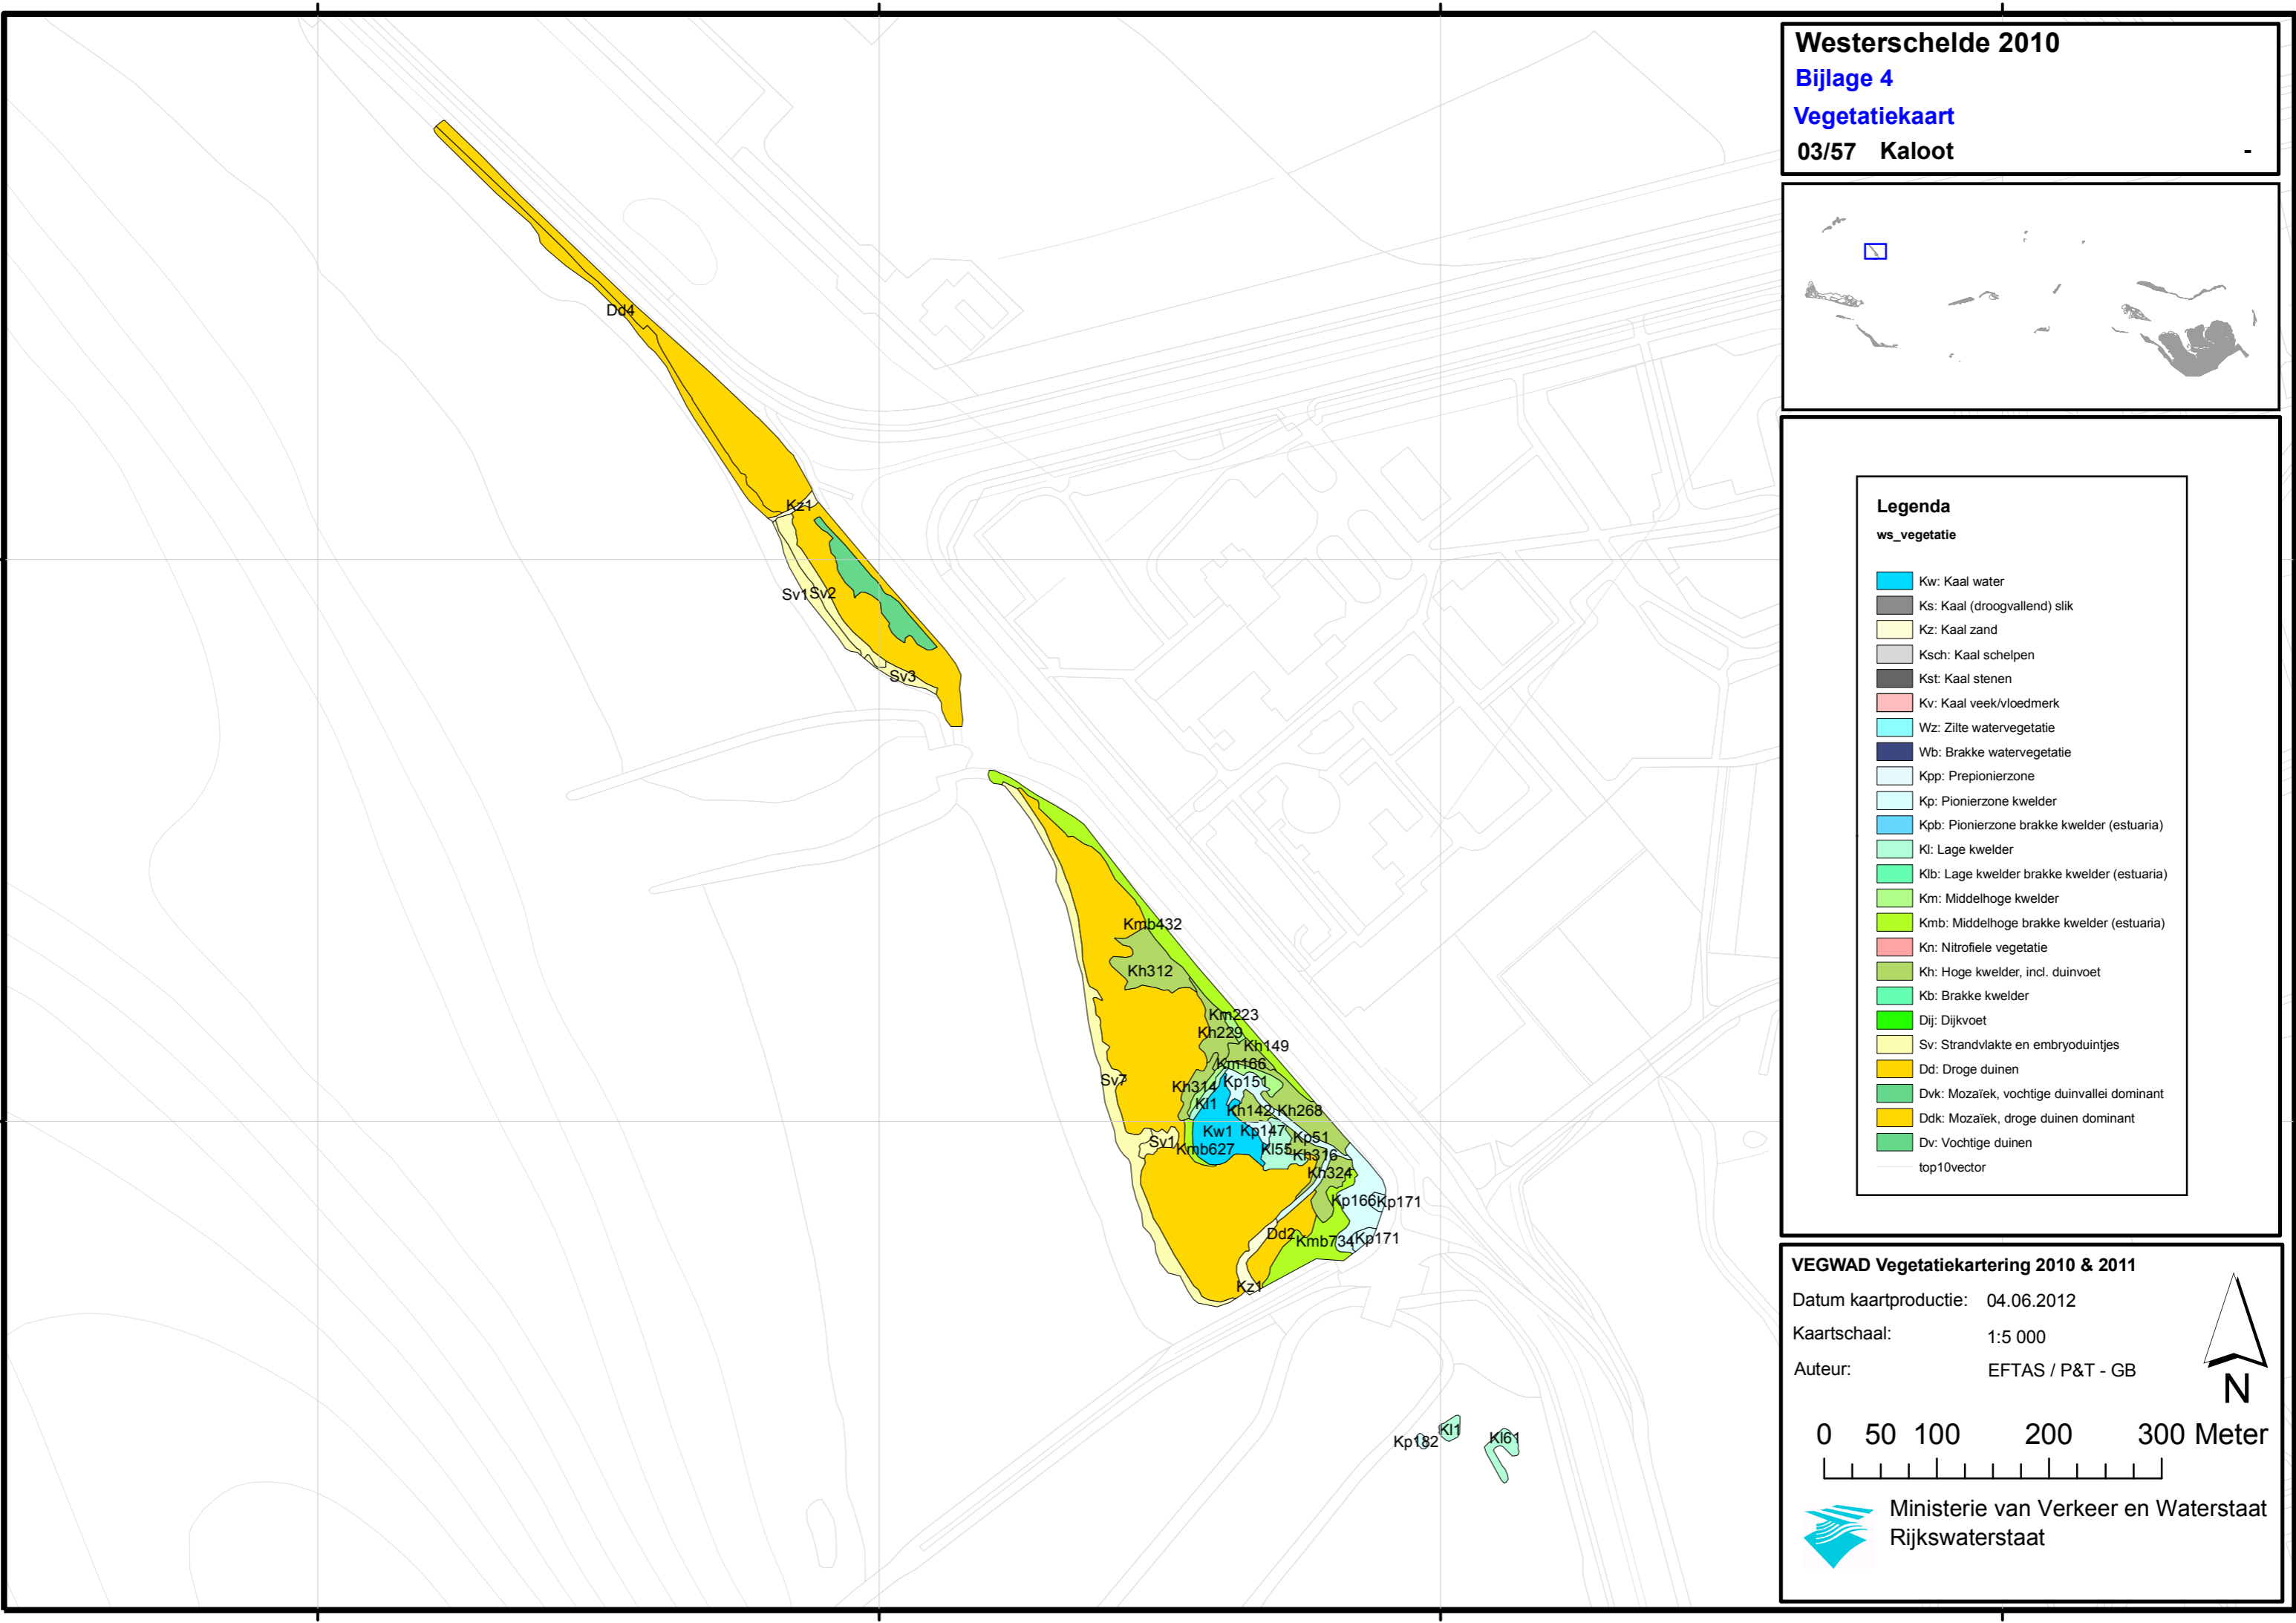 Westerschelde 2010
Bijlage 4
Vegetatiekaart
03/57 Kaloot -
Legenda
ws_vegetatie
Kw: Kaal water
Ks: Kaal (droogvallend) slik
Kz: Kaal zand
Ksch: Kaal schelpen
Kst: Kaal stenen
Kv: Kaal veek/vloedmerk
Wz: Zilte watervegetatie
Wb: Brakke watervegetatie
Kpp: Prepionierzone
Kp: Pionierzone kwelder
Kpb: Pionierzone brakke kwelder (estuaria)
Kl: Lage kwelder
Klb: Lage kwelder brakke kwelder (estuaria)
Km: Middelhoge kwelder
Kmb: Middelhoge brakke kwelder (estuaria)
Kn: Nitrofiele vegetatie
Kh: Hoge kwelder, incl. duinvoet
Kb: Brakke kwelder
Dij: Dijkvoet
Sv: Strandvlakte en embryoduintjes
Dd: Droge duinen
Dvk: Mozaïek, vochtige duinvallei dominant
Ddk: Mozaïek, droge duinen dominant
Dv: Vochtige duinen
top10vector
VEGWAD Vegetatiekartering 2010 & 2011
Datum kaartproductie: 04.06.2012
Kaartschaal: 1:5 000
Auteur: EFTAS / P&T - GB
N
0 50 100 200 300 Meter
Ministerie van Verkeer en Waterstaat
Rijkswaterstaat
Dd4
Kz1
Sv1 Sv2
Sv3
Kmb432
Kh312
Km223
Kh229
Kh149
Km166
Sv7
Kh314
Kp151
Kl1
Kh142
Kh268
Kw1
Kp147
Kp51
Sv1
Kmb627
Kl55
Kh316
Kh324
Kp166
Kp171
Dd2
Kmb734
Kp171
Kz1
Kp182
Kl1
Kl61